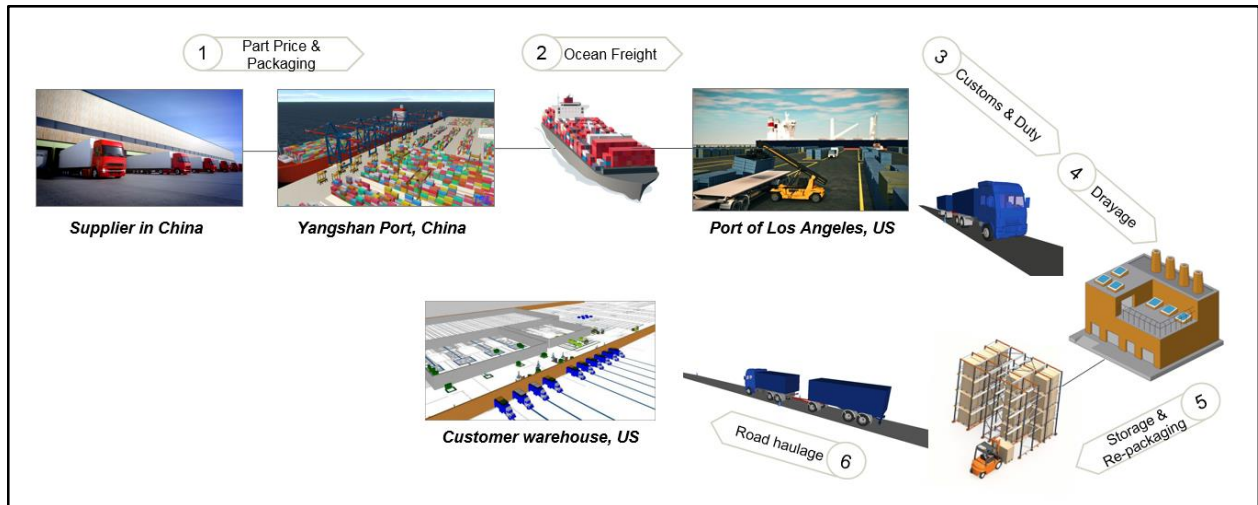 1
Part Price &
Packaging
2
Ocean Freight
3
Customs & Duty
4
Drayage
Supplier in China
Yangshan Port, China
Port of Los Angeles, US
Customer warehouse, US
Road haulage
6
Storage &
Re-packaging
5